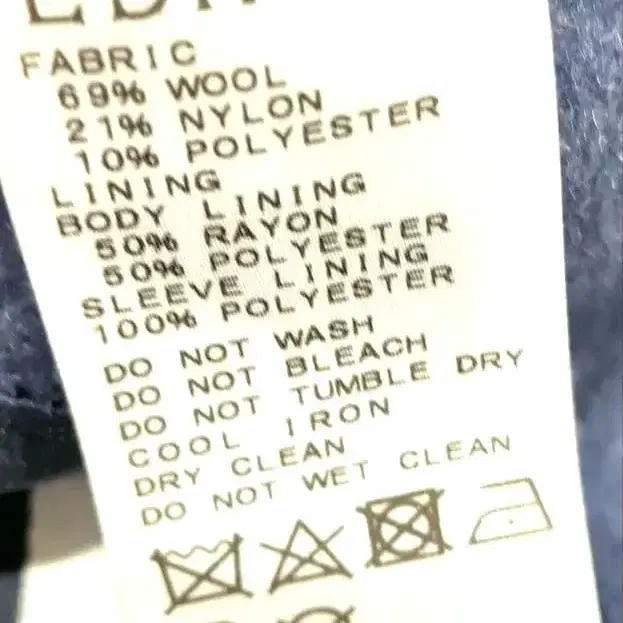 FABRIC
69% WOOL
21% NYLON
10% POLYESTER
LINING
BODY LINING
50% RAYON
50% POLYESTER
SLEEVE LINING
100% POLYESTER
DO NOT WASH
DO NOT BLEACH
DO NOT TUMBLE DRY
COOL IRON
DRY CLEAN
DO NOT WET CLEAN